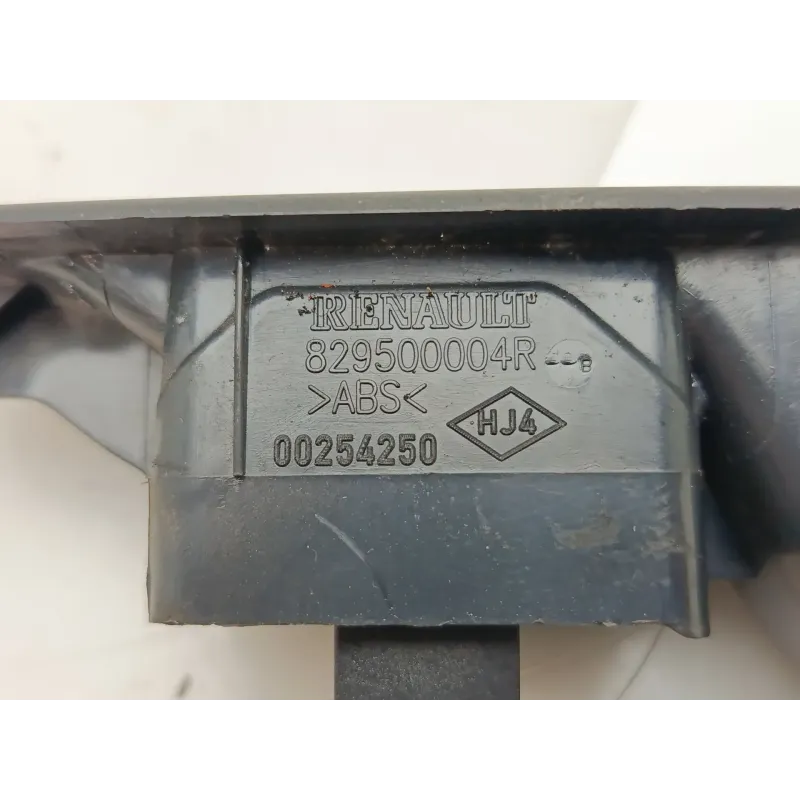 RENAULT
829500004R
>ABS<
HJ4
00254250